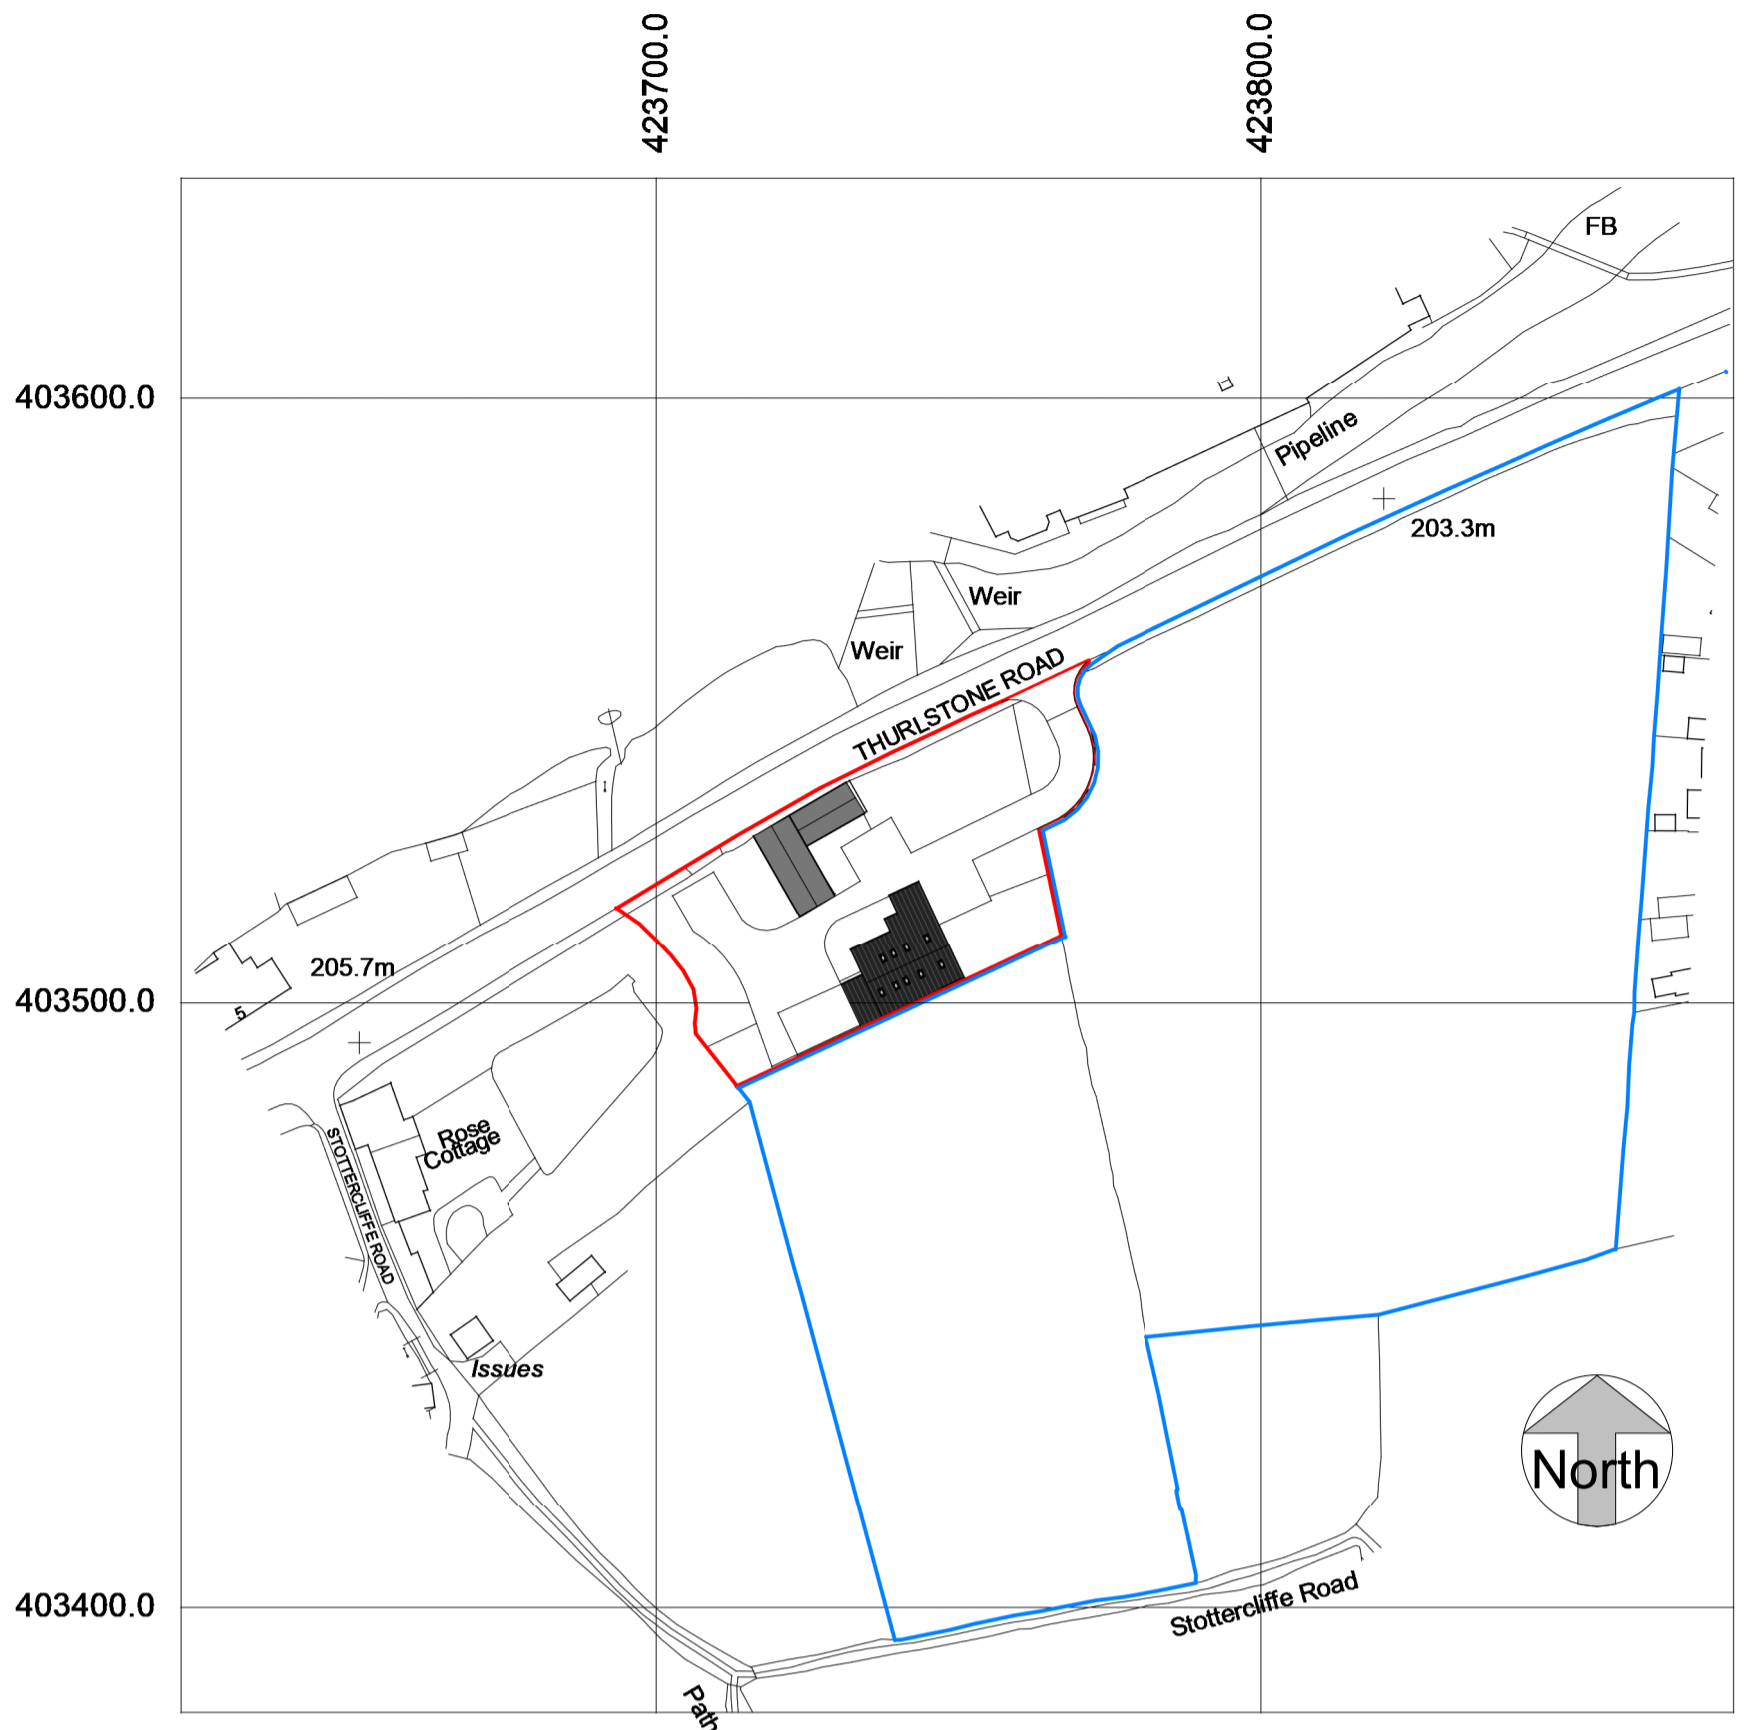 423700.0
423800.0
FB
403600.0
Pipeline
203.3m
Weir
Weir
THURLSTONE ROAD
205.7m
403500.0
5
Rose
Cottage
STOTTERCLIFFE ROAD
Issues
North
403400.0
Stottercliffe Road
Path